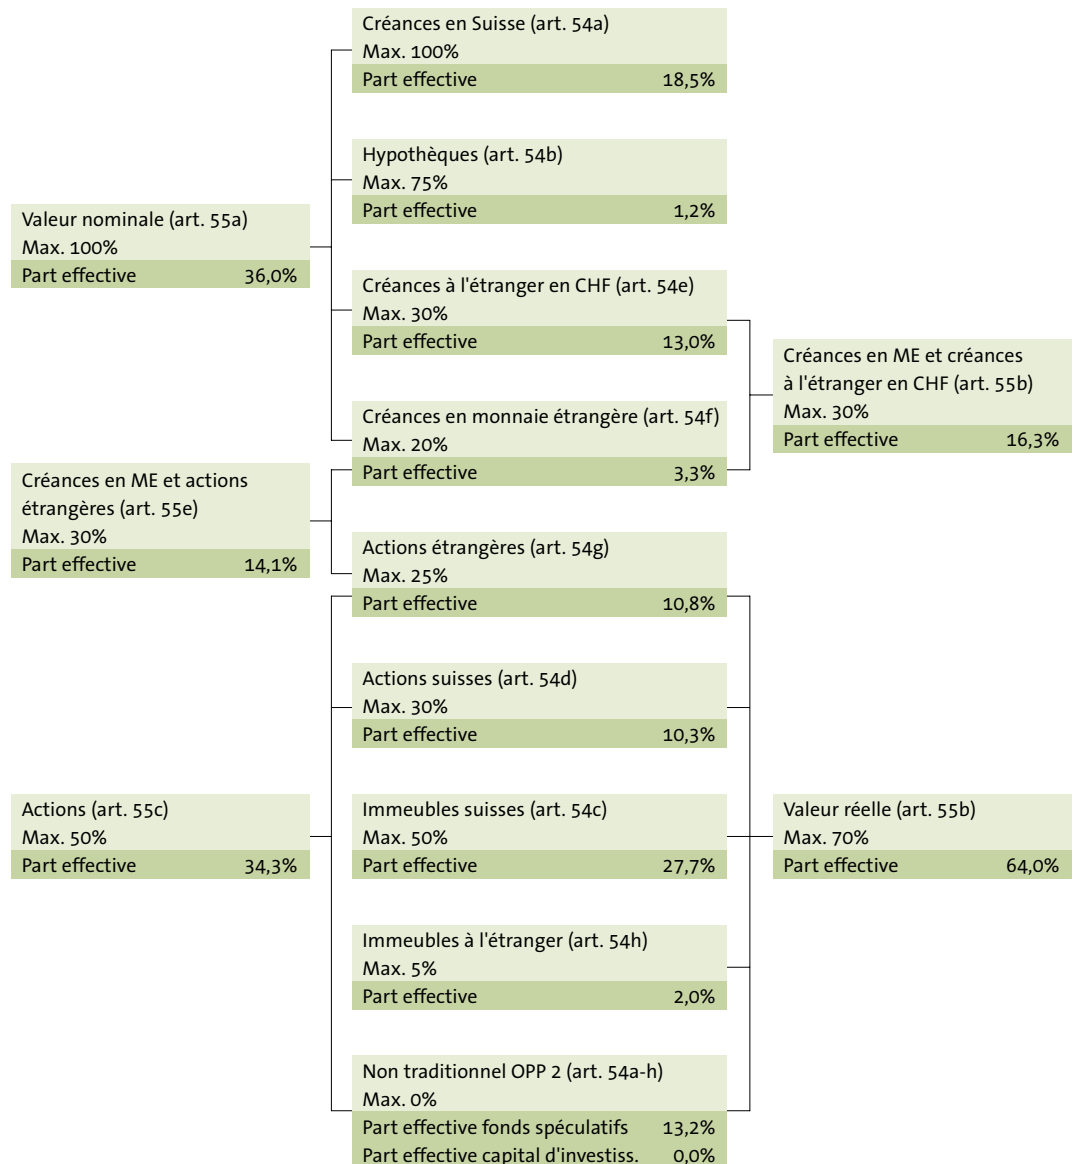 Créances en Suisse (art. 54a)
Max. 100%
Part effective 18,5%
Hypothèques (art. 54b)
Max. 75%
Part effective 1,2%
Valeur nominale (art. 55a)
Max. 100%
Part effective 36,0%
Créances à l'étranger en CHF (art. 54e)
Max. 30%
Part effective 13,0%
Créances en ME et créances
à l'étranger en CHF (art. 55b)
Max. 30%
Part effective 16,3%
Créances en monnaie étrangère (art. 54f)
Max. 20%
Part effective 3,3%
Créances en ME et actions
étrangères (art. 55e)
Max. 30%
Part effective 14,1%
Actions étrangères (art. 54g)
Max. 25%
Part effective 10,8%
Actions suisses (art. 54d)
Max. 30%
Part effective 10,3%
Actions (art. 55c)
Max. 50%
Part effective 34,3%
Immeubles suisses (art. 54c)
Max. 50%
Part effective 27,7%
Valeur réelle (art. 55b)
Max. 70%
Part effective 64,0%
Immeubles à l'étranger (art. 54h)
Max. 5%
Part effective 2,0%
Non traditionnel OPP 2 (art. 54a-h)
Max. 0%
Part effective fonds spéculatifs 13,2%
Part effective capital d'investiss. 0,0%